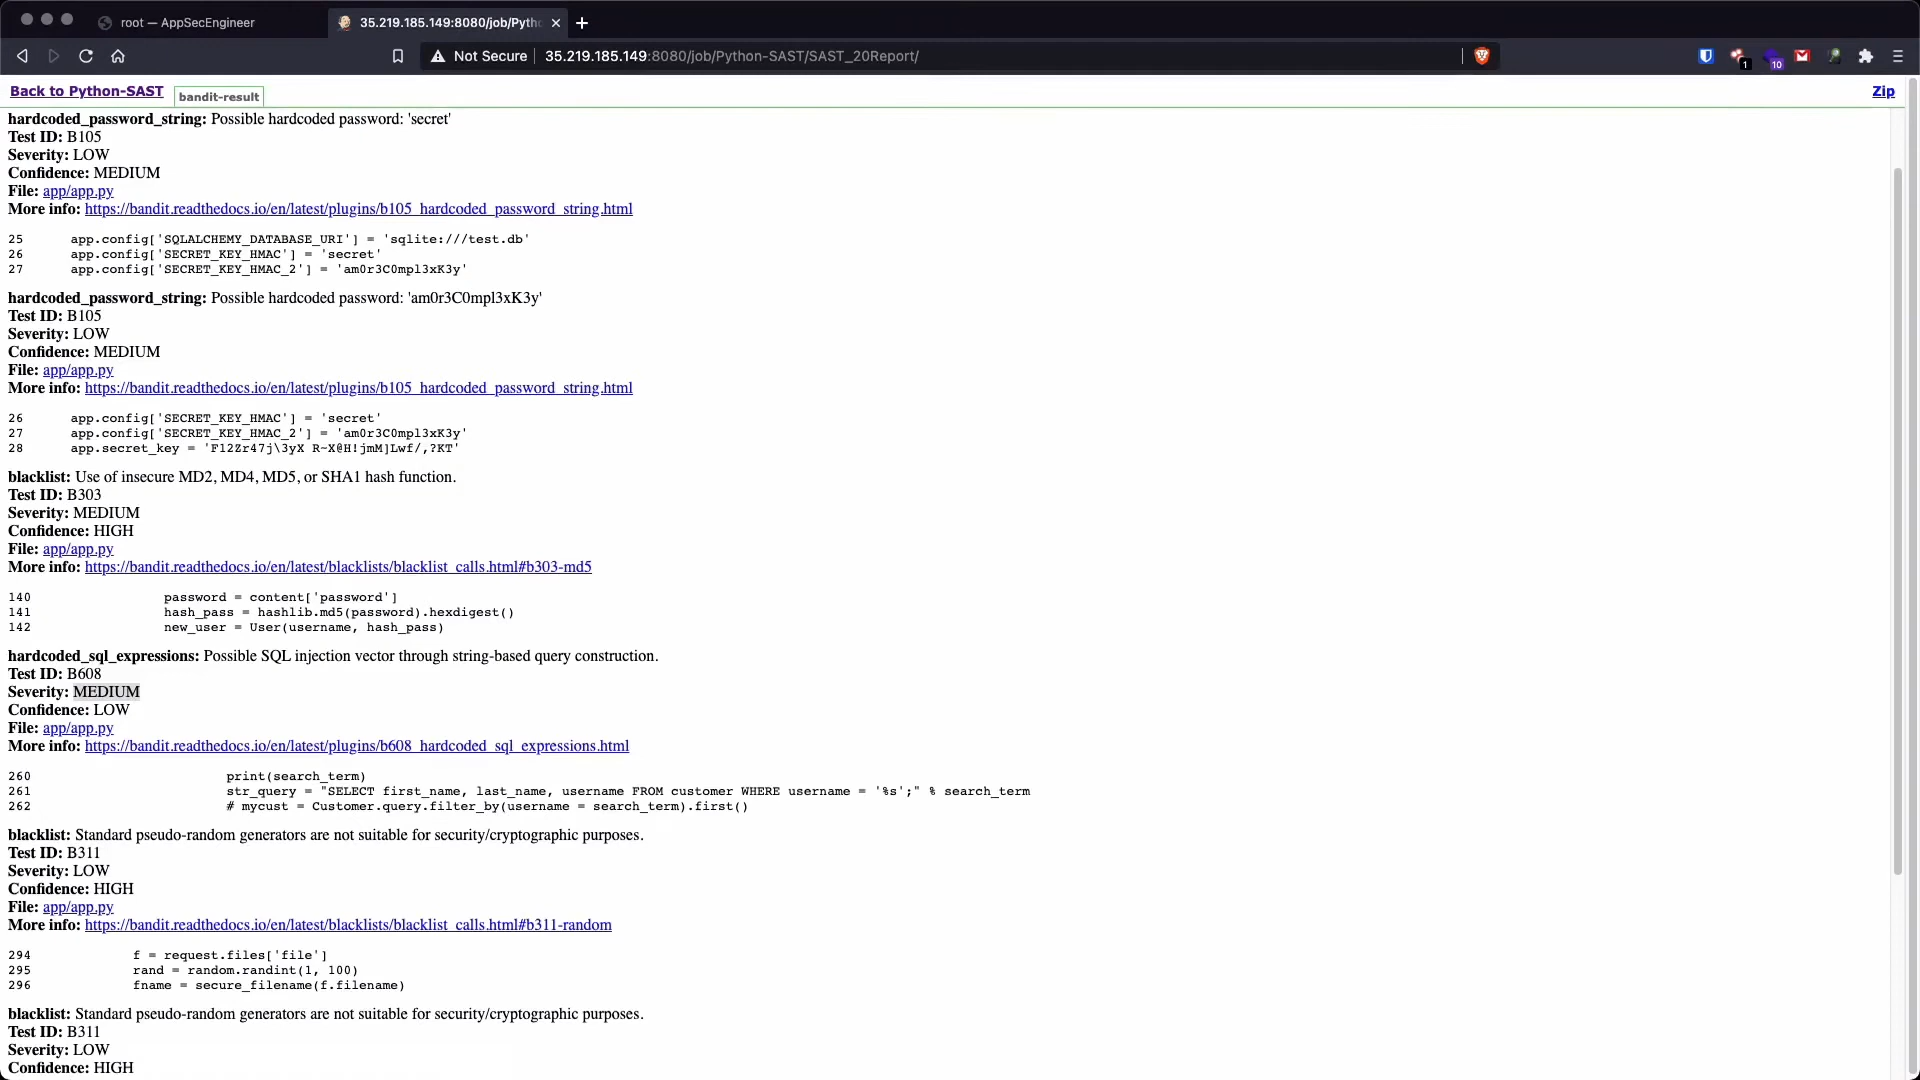 root — AppSecEngineer
35.219.185.149:8080/job/Pyth
Not Secure
35.219.185.149:8080/job/Python-SAST/SAST_20Report/
1
10
Back to Python-SAST
bandit-result
Zip
hardcoded_password_string: Possible hardcoded password: 'secret'
Test ID: B105
Severity: LOW
Confidence: MEDIUM
File: app/app.py
More info: https://bandit.readthedocs.io/en/latest/plugins/b105_hardcoded_password_string.html
25 app.config['SQLALCHEMY_DATABASE_URI'] = 'sqlite:///test.db'
26 app.config['SECRET_KEY_HMAC'] = 'secret'
27 app.config['SECRET_KEY_HMAC_2'] = 'am0r3C0mpl3xK3y'
hardcoded_password_string: Possible hardcoded password: 'am0r3C0mpl3xK3y'
Test ID: B105
Severity: LOW
Confidence: MEDIUM
File: app/app.py
More info: https://bandit.readthedocs.io/en/latest/plugins/b105_hardcoded_password_string.html
26 app.config['SECRET_KEY_HMAC'] = 'secret'
27 app.config['SECRET_KEY_HMAC_2'] = 'am0r3C0mpl3xK3y'
28 app.secret_key = 'F12Zr47j\3yX R~X@H!jmM]Lwf/,?KT'
blacklist: Use of insecure MD2, MD4, MD5, or SHA1 hash function.
Test ID: B303
Severity: MEDIUM
Confidence: HIGH
File: app/app.py
More info: https://bandit.readthedocs.io/en/latest/blacklists/blacklist_calls.html#b303-md5
140 password = content['password']
141 hash_pass = hashlib.md5(password).hexdigest()
142 new_user = User(username, hash_pass)
hardcoded_sql_expressions: Possible SQL injection vector through string-based query construction.
Test ID: B608
Severity: MEDIUM
Confidence: LOW
File: app/app.py
More info: https://bandit.readthedocs.io/en/latest/plugins/b608_hardcoded_sql_expressions.html
260 print(search_term)
261 str_query = "SELECT first_name, last_name, username FROM customer WHERE username = '%s';" % search_term
262 # mycust = Customer.query.filter_by(username = search_term).first()
blacklist: Standard pseudo-random generators are not suitable for security/cryptographic purposes.
Test ID: B311
Severity: LOW
Confidence: HIGH
File: app/app.py
More info: https://bandit.readthedocs.io/en/latest/blacklists/blacklist_calls.html#b311-random
294 f = request.files['file']
295 rand = random.randint(1, 100)
296 fname = secure_filename(f.filename)
blacklist: Standard pseudo-random generators are not suitable for security/cryptographic purposes.
Test ID: B311
Severity: LOW
Confidence: HIGH